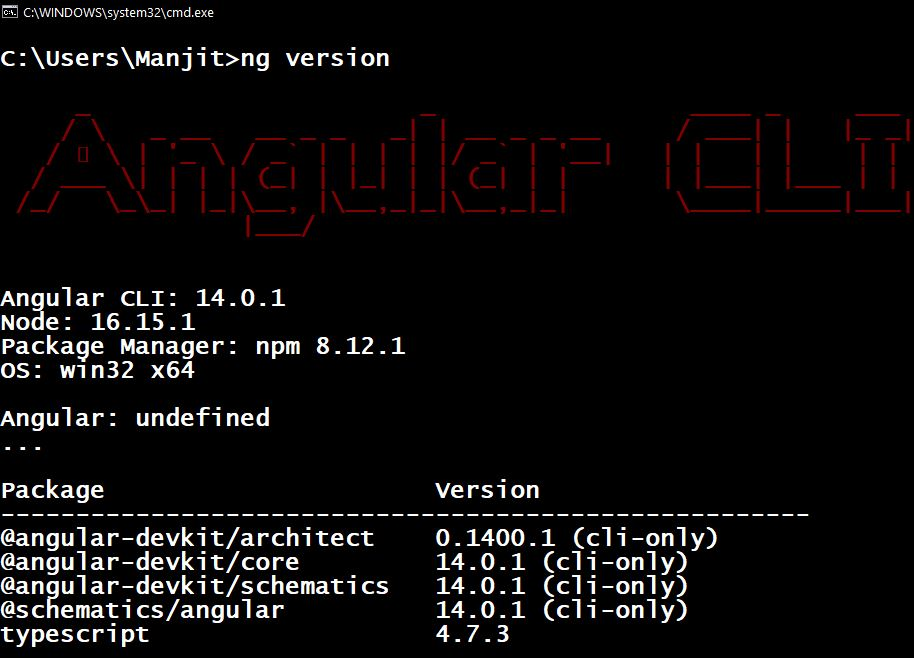 C:\WINDOWS\system32\cmd.exe
C:\Users\Manjit>ng version
Angular CLI
Angular CLI: 14.0.1
Node: 16.15.1
Package Manager: npm 8.12.1
OS: win32 x64
Angular: undefined
...
Package Version
------------------------------------------------------
@angular-devkit/architect 0.1400.1 (cli-only)
@angular-devkit/core 14.0.1 (cli-only)
@angular-devkit/schematics 14.0.1 (cli-only)
@schematics/angular 14.0.1 (cli-only)
typescript 4.7.3